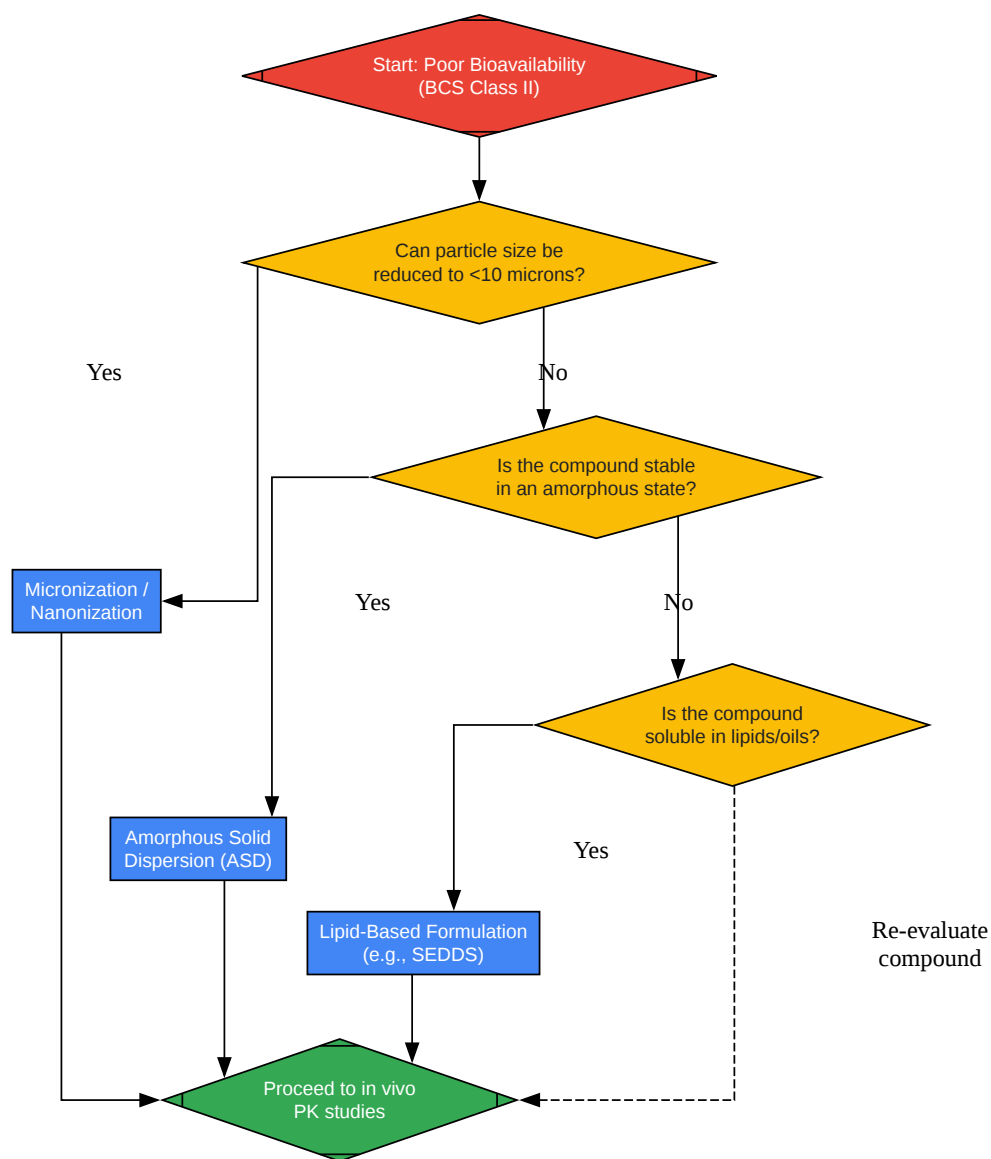 Start: Poor Bioavailability
(BCS Class II)
Can particle size be
reduced to <10 microns?
Yes
No
Is the compound stable
in an amorphous state?
Micronization /
Nanonization
Yes
No
Is the compound
soluble in lipids/oils?
Amorphous Solid
Dispersion (ASD)
Yes
Lipid-Based Formulation
(e.g., SEDDS)
Re-evaluate
compound
Proceed to in vivo
PK studies